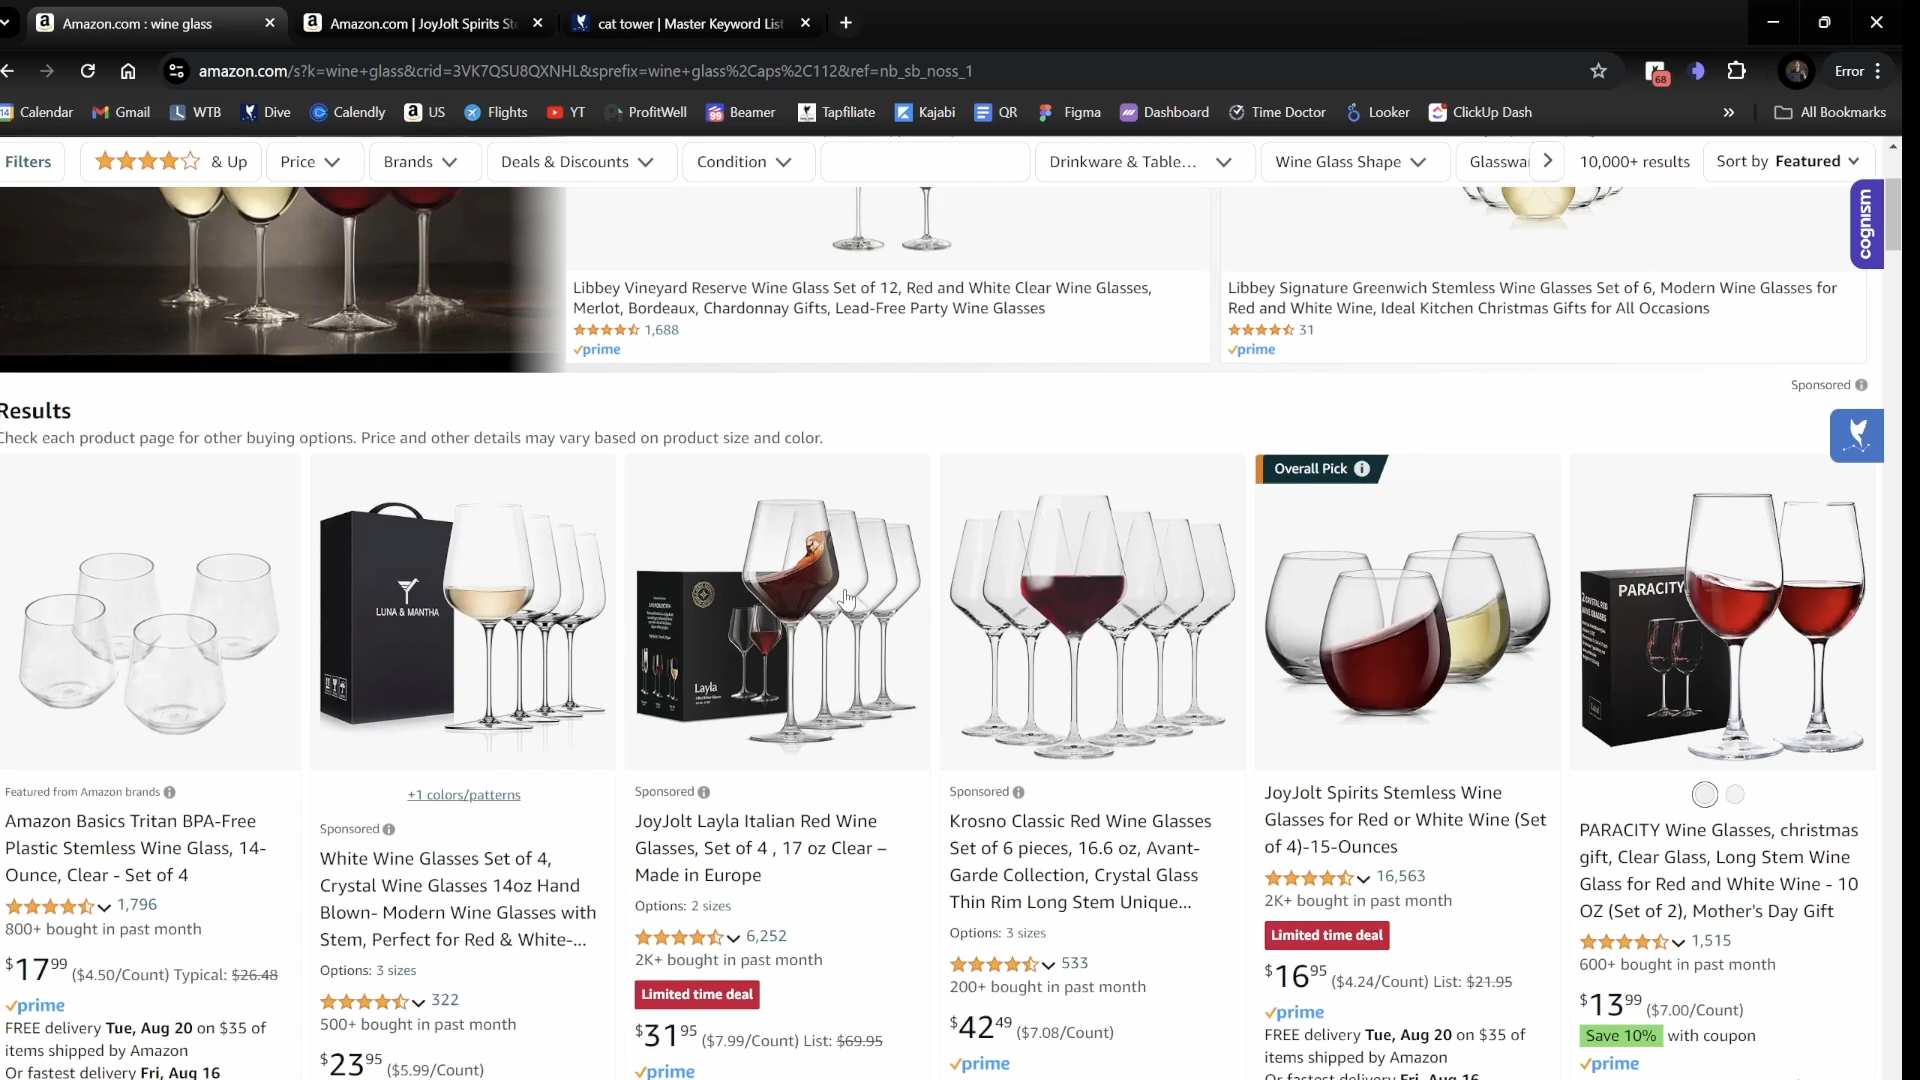 Amazon.com : wine glass
Amazon.com | JoyJolt Spirits St
cat tower | Master Keyword List
amazon.com/s?k=wine+glass&crid=3VK7QSU8QXNHL&sprefix=wine+glass%2Caps%2C112&ref=nb_sb_noss_1
68
Error
Calendar
Gmail
WTB
Dive
Calendly
US
Flights
YT
ProfitWell
Beamer
Tapfiliate
Kajabi
QR
Figma
Dashboard
Time Doctor
Looker
ClickUp Dash
All Bookmarks
Filters
& Up
Price
Brands
Deals & Discounts
Condition
Drinkware & Table...
Wine Glass Shape
Glasswa
10,000+ results
Sort by Featured
cognism
Libbey Vineyard Reserve Wine Glass Set of 12, Red and White Clear Wine Glasses,
Merlot, Bordeaux, Chardonnay Gifts, Lead-Free Party Wine Glasses
1,688
prime
Libbey Signature Greenwich Stemless Wine Glasses Set of 6, Modern Wine Glasses for
Red and White Wine, Ideal Kitchen Christmas Gifts for All Occasions
31
prime
Sponsored
Results
Check each product page for other buying options. Price and other details may vary based on product size and color.
Featured from Amazon brands
Amazon Basics Tritan BPA-Free
Plastic Stemless Wine Glass, 14-
Ounce, Clear - Set of 4
1,796
800+ bought in past month
$17 99 ($4.50/Count) Typical: $26.48
prime
FREE delivery Tue, Aug 20 on $35 of
items shipped by Amazon
Or fastest delivery Fri, Aug 16
LUNA & MANTHA
+1 colors/patterns
Sponsored
White Wine Glasses Set of 4,
Crystal Wine Glasses 14oz Hand
Blown- Modern Wine Glasses with
Stem, Perfect for Red & White-...
Options: 3 sizes
322
500+ bought in past month
$23 95 ($5.99/Count)
Layla
Sponsored
JoyJolt Layla Italian Red Wine
Glasses, Set of 4 , 17 oz Clear –
Made in Europe
Options: 2 sizes
6,252
2K+ bought in past month
Limited time deal
$31 95 ($7.99/Count) List: $69.95
prime
Sponsored
Krosno Classic Red Wine Glasses
Set of 6 pieces, 16.6 oz, Avant-
Garde Collection, Crystal Glass
Thin Rim Long Stem Unique...
Options: 3 sizes
533
200+ bought in past month
$42 49 ($7.08/Count)
prime
Overall Pick
JoyJolt Spirits Stemless Wine
Glasses for Red or White Wine (Set
of 4)-15-Ounces
16,563
2K+ bought in past month
Limited time deal
$16 95 ($4.24/Count) List: $21.95
prime
FREE delivery Tue, Aug 20 on $35 of
items shipped by Amazon
Or fastest delivery Fri, Aug 16
PARACITY
PARACITY Wine Glasses, christmas
gift, Clear Glass, Long Stem Wine
Glass for Red and White Wine - 10
OZ (Set of 2), Mother's Day Gift
1,515
600+ bought in past month
$13 99 ($7.00/Count)
Save 10% with coupon
prime